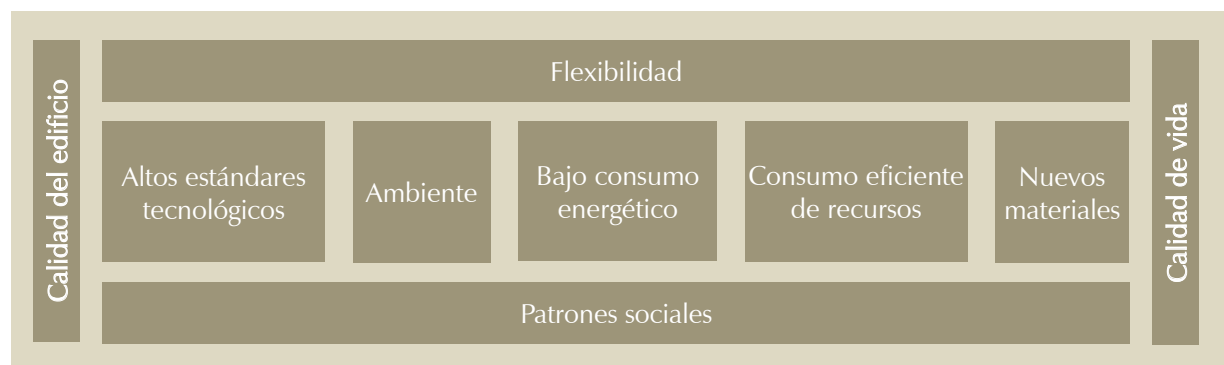 Calidad del edificio
Flexibilidad
Altos estándares
tecnológicos
Ambiente
Bajo consumo
energético
Consumo eficiente
de recursos
Nuevos
materiales
Patrones sociales
Calidad de vida